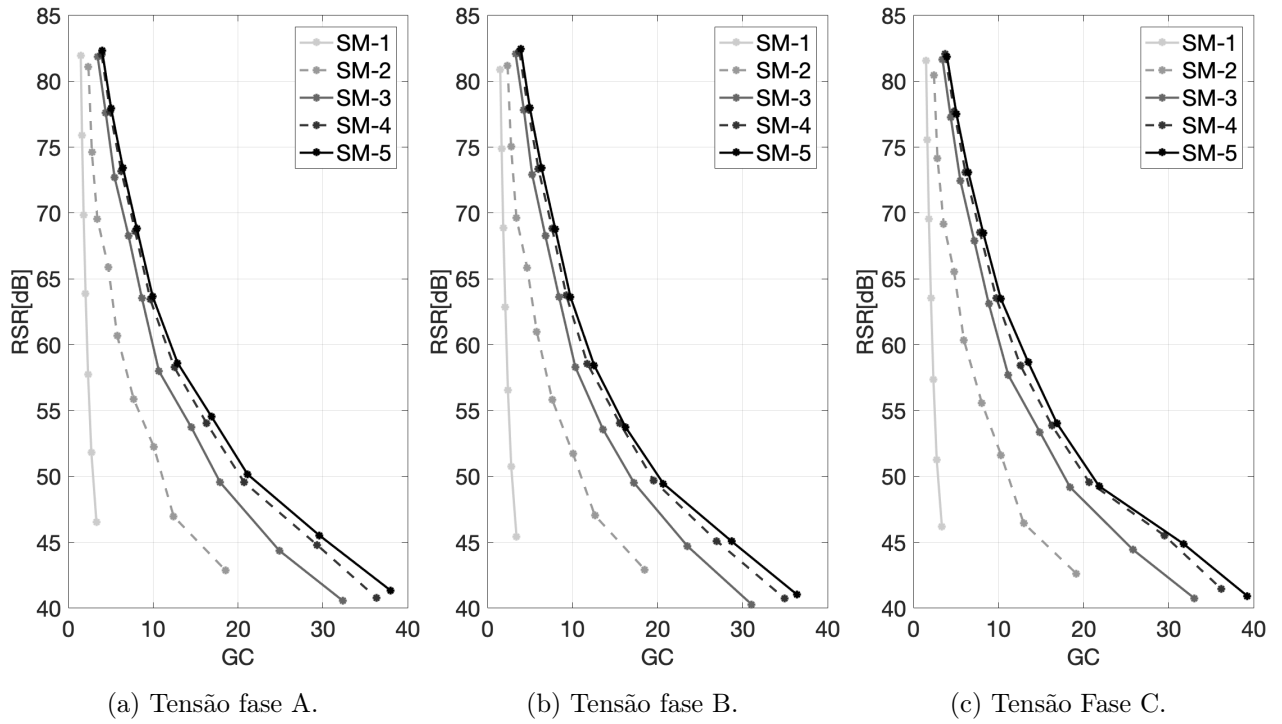 85
80
75
70
65
60
55
50
45
40
RSR[dB]
0 10 20 30 40
GC
SM-1
SM-2
SM-3
SM-4
SM-5
(a) Tensão fase A.
85
80
75
70
65
60
55
50
45
40
RSR[dB]
0 10 20 30 40
GC
SM-1
SM-2
SM-3
SM-4
SM-5
(b) Tensão fase B.
85
80
75
70
65
60
55
50
45
40
RSR[dB]
0 10 20 30 40
GC
SM-1
SM-2
SM-3
SM-4
SM-5
(c) Tensão Fase C.